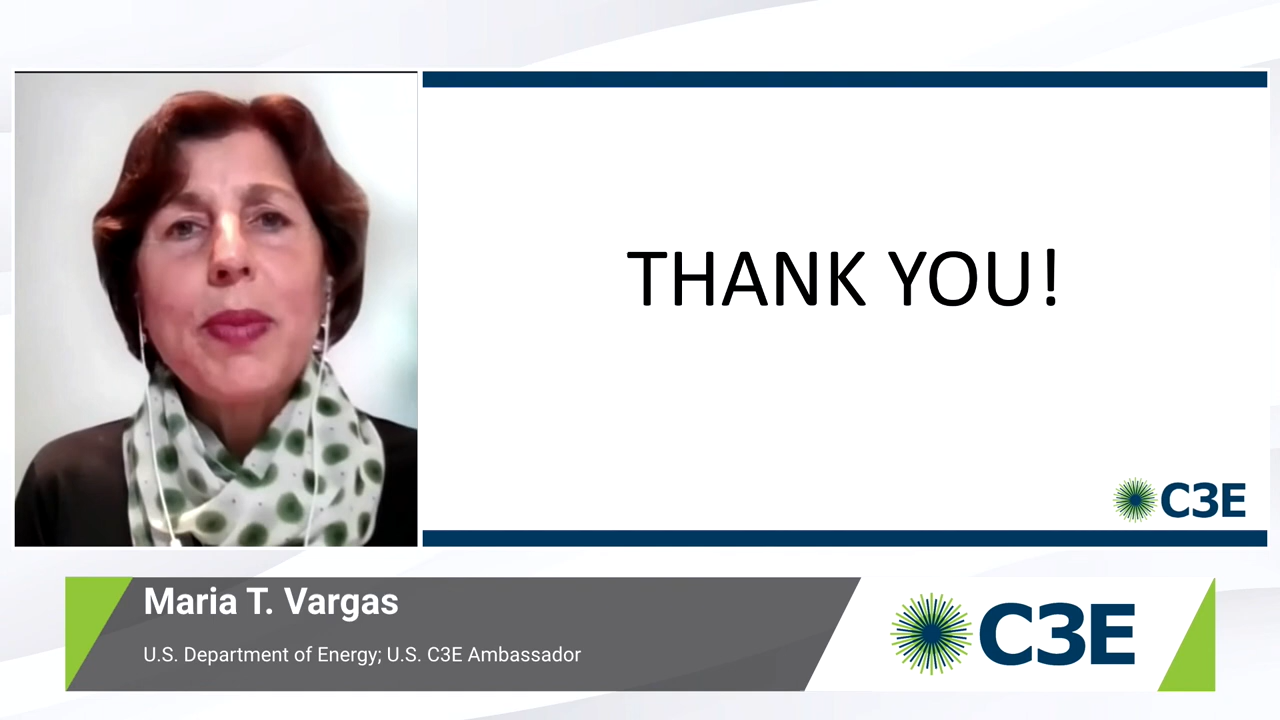 THANK YOU!
C3E
Maria T. Vargas
U.S. Department of Energy; U.S. C3E Ambassador
C3E